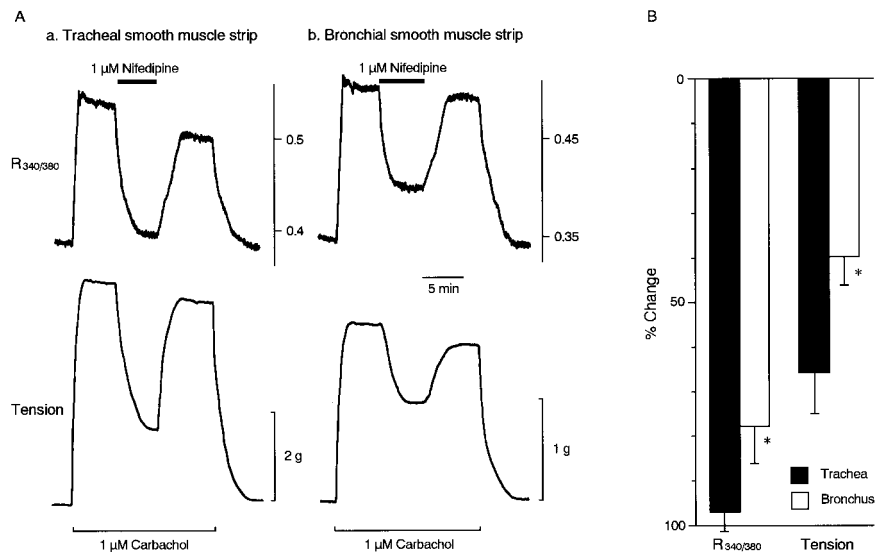 A
a. Tracheal smooth muscle strip
b. Bronchial smooth muscle strip
1 µM Nifedipine
1 µM Nifedipine
R340/380
0.5
0.4
0.45
0.35
5 min
Tension
2 g
1 g
1 µM Carbachol
1 µM Carbachol
B
% Change
0
50
100
*
*
Trachea
Bronchus
R340/380
Tension